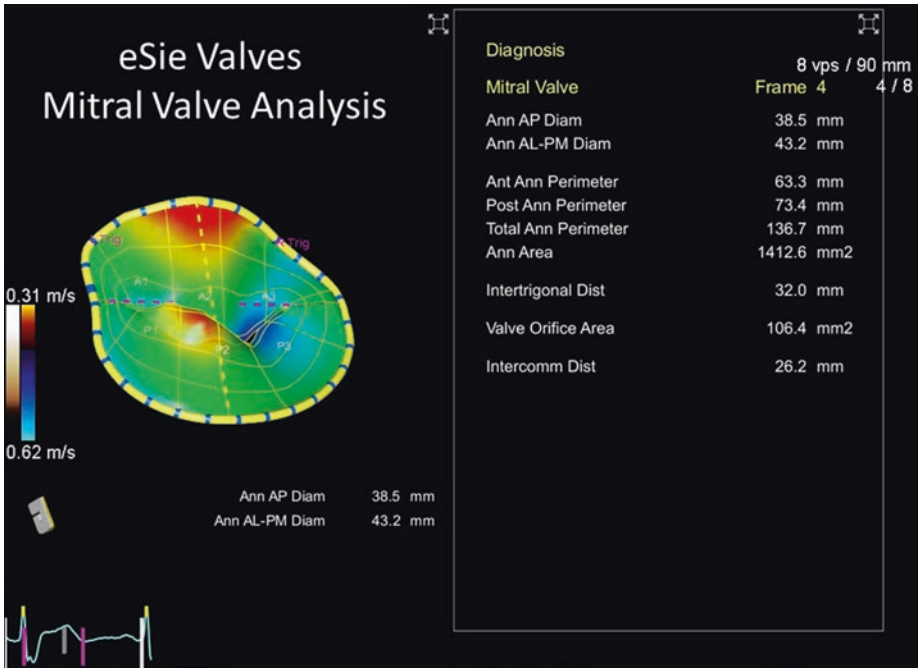 eSie Valves
Mitral Valve Analysis
Trig
Trig
A1
A2
A3
P1
P2
P3
0.31 m/s
0.62 m/s
Ann AP Diam 38.5 mm
Ann AL-PM Diam 43.2 mm
Diagnosis
8 vps / 90 mm
Mitral Valve Frame 4 4 / 8
Ann AP Diam 38.5 mm
Ann AL-PM Diam 43.2 mm
Ant Ann Perimeter 63.3 mm
Post Ann Perimeter 73.4 mm
Total Ann Perimeter 136.7 mm
Ann Area 1412.6 mm2
Intertrigonal Dist 32.0 mm
Valve Orifice Area 106.4 mm2
Intercomm Dist 26.2 mm